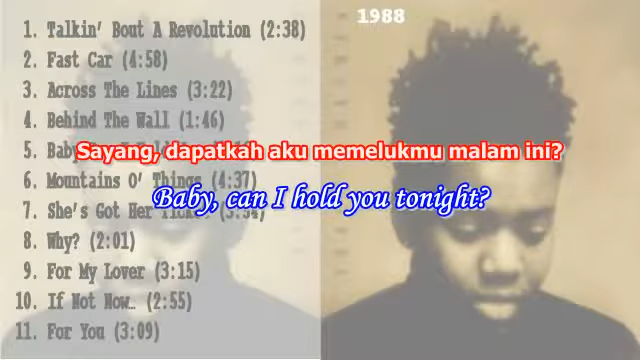 1988
1. Talkin' Bout A Revolution (2:38)
2. Fast Car (4:58)
3. Across The Lines (3:22)
4. Behind The Wall (1:46)
5. Baby
Sayang, dapatkah aku memelukmu malam ini?
6. Mountains O' Things (4:37)
Baby, can I hold you tonight?
7. She's Got Her
8. Why? (2:01)
9. For My Lover (3:15)
10. If Not Now… (2:55)
11. For You (3:09)